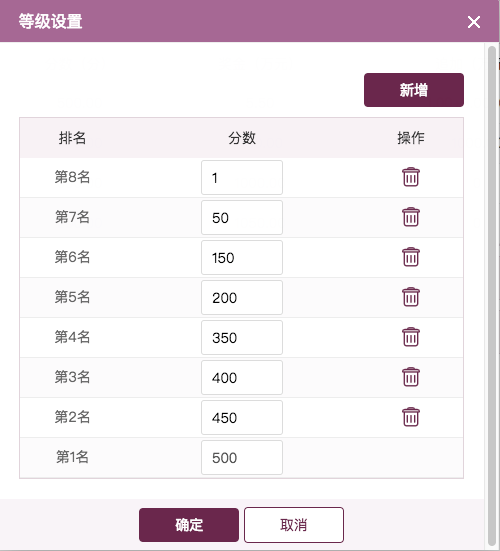 等级设置
新增
排名 分数 操作
第8名 1
第7名 50
第6名 150
第5名 200
第4名 350
第3名 400
第2名 450
第1名 500
确定 取消